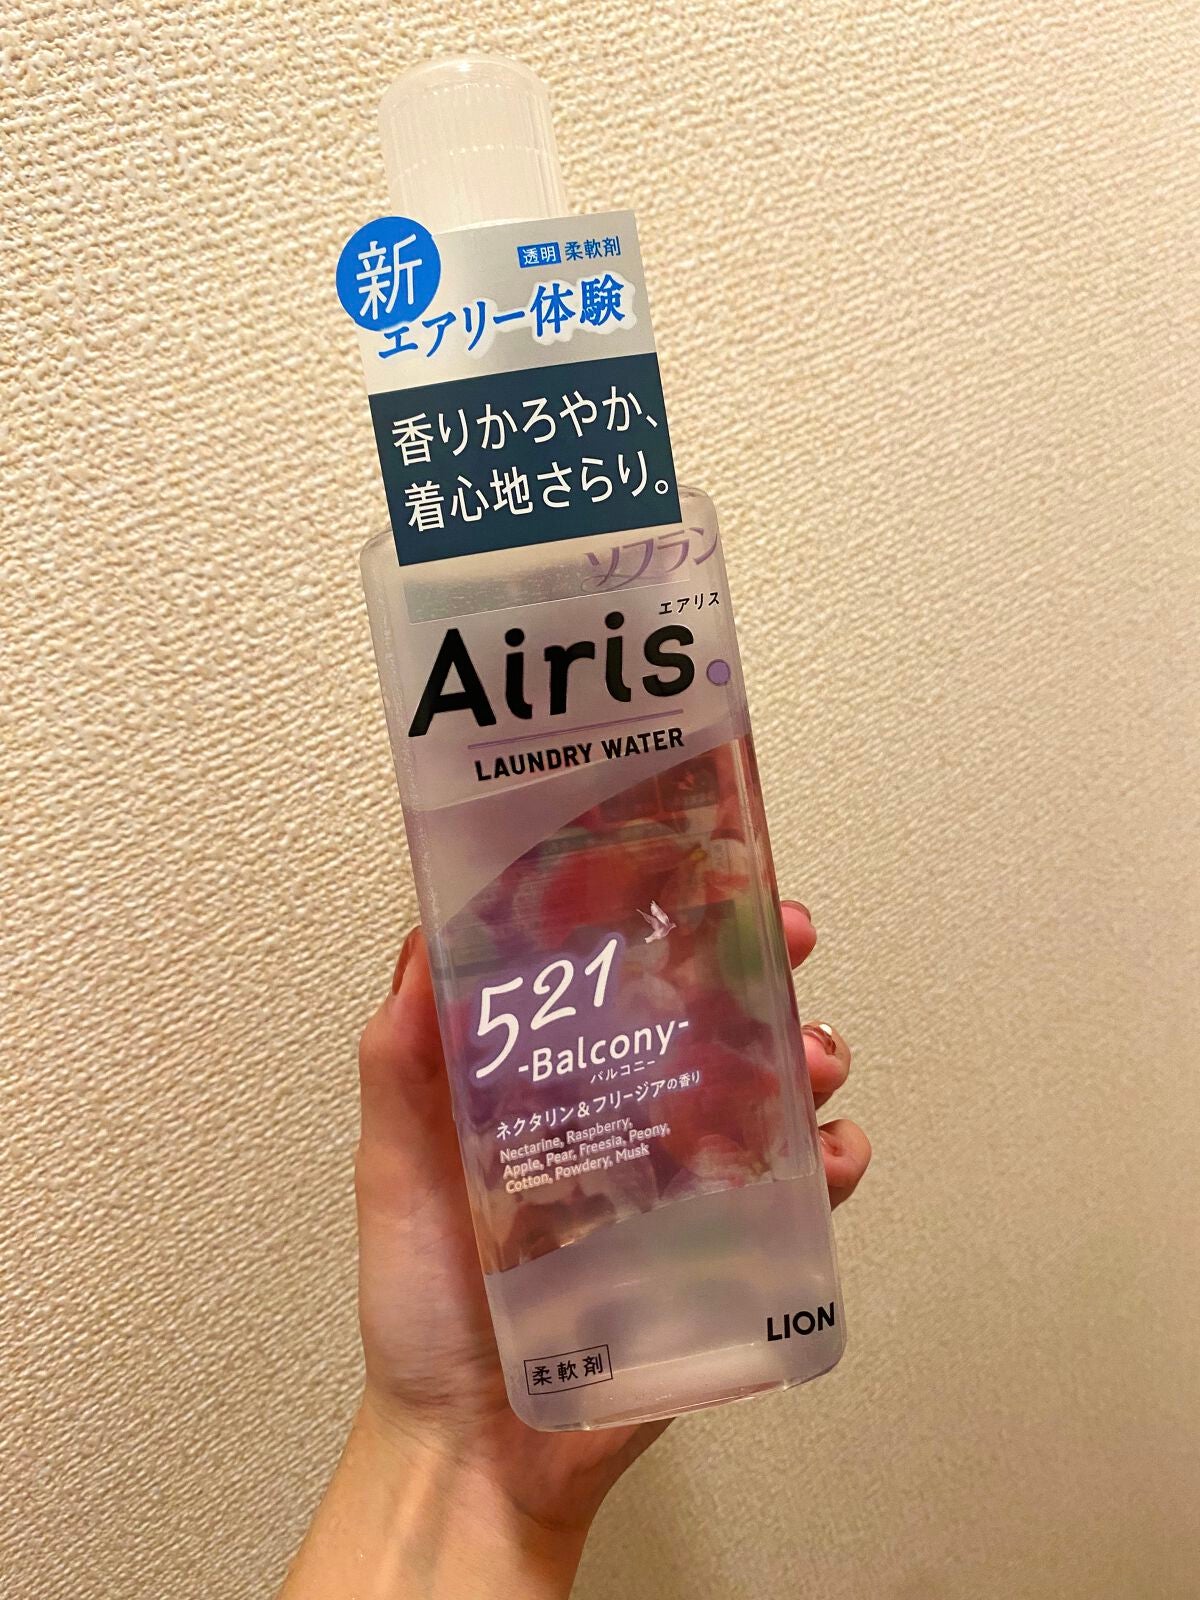 新
透明 柔軟剤
エアリー体験
香りかろやか、
着心地さらり。
ソフラン
エアリス
Airis.
LAUNDRY WATER
521
-Balcony-
バルコニー
ネクタリン&フリージアの香り
Nectarine, Raspberry,
Apple, Pear, Freesia, Peony,
Cotton, Powdery, Musk
LION
柔軟剤